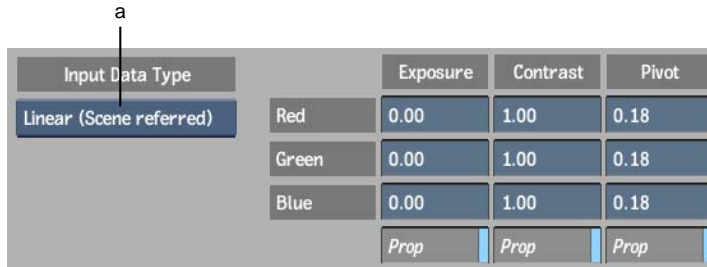 a
Input Data Type
Exposure Contrast Pivot
Linear (Scene referred) Red 0.00 1.00 0.18
Green 0.00 1.00 0.18
Blue 0.00 1.00 0.18
Prop Prop Prop